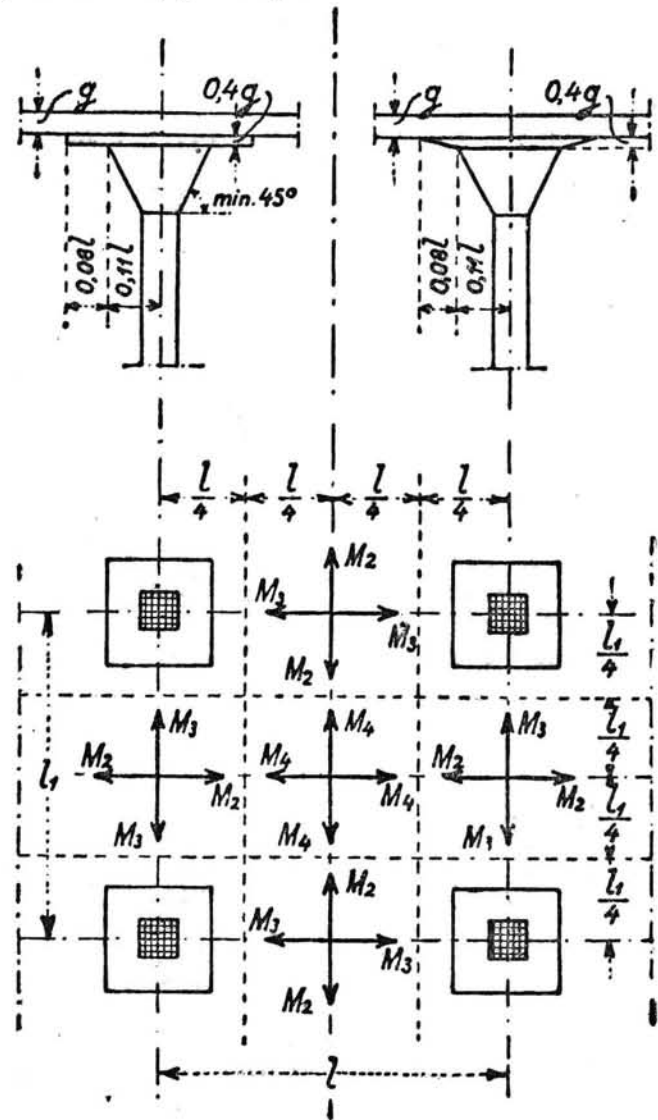 g 0,4g g 0,4g
min. 45°
0,08l 0,11l 0,08l 0,11l
l/4 l/4 l/4 l/4
M2
M3 M3
M2
l1/4
M3 M4 M3
l1/4
M2 M2 M4 M4 M2 M2
l1
l1/4
M3 M4 M3
M2
l1/4
M3 M3
M2
l